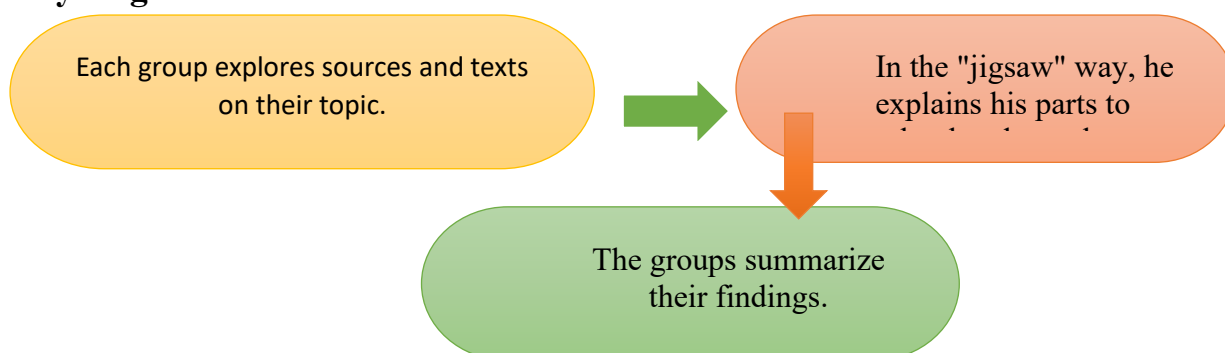 Each group explores sources and texts
on their topic.
In the "jigsaw" way, he
explains his parts to
The groups summarize
their findings.